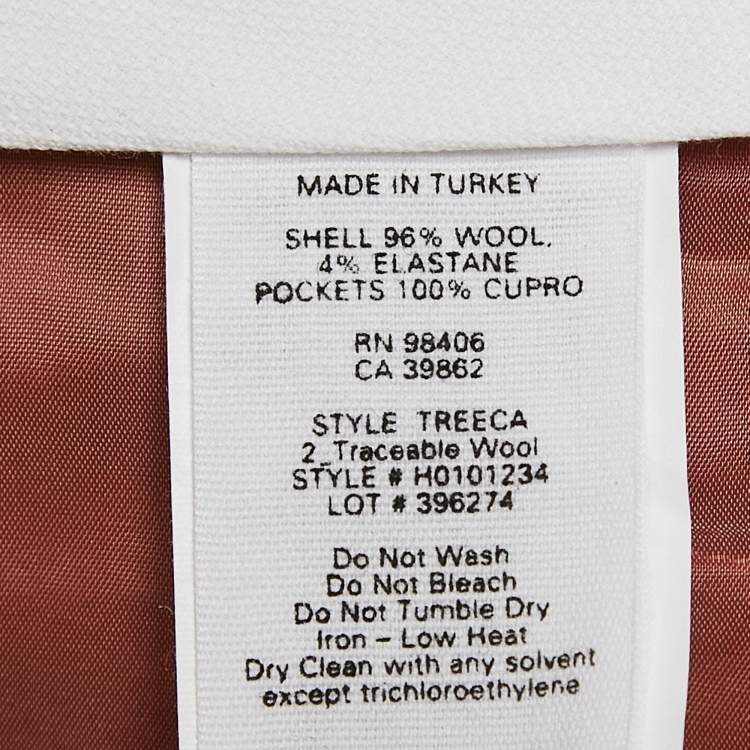 MADE IN TURKEY
SHELL 96% WOOL.
4% ELASTANE
POCKETS 100% CUPRO
RN 98406
CA 39862
STYLE TREECA
2_Traceable Wool
STYLE # H0101234
LOT # 396274
Do Not Wash
Do Not Bleach
Do Not Tumble Dry
Iron - Low Heat
Dry Clean with any solvent
except trichloroethylene